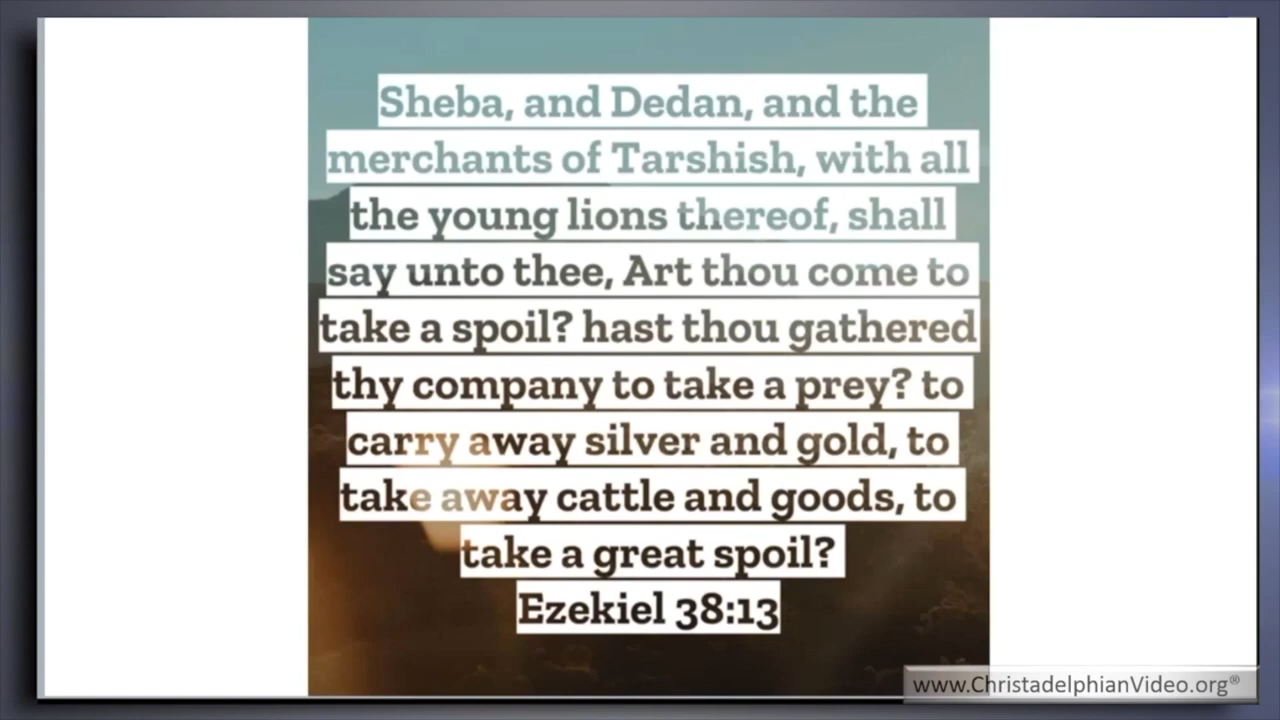 Sheba, and Dedan, and the
merchants of Tarshish, with all
the young lions thereof, shall
say unto thee, Art thou come to
take a spoil? hast thou gathered
thy company to take a prey? to
carry away silver and gold, to
take away cattle and goods, to
take a great spoil?
Ezekiel 38:13
www.ChristadelphianVideo.org®